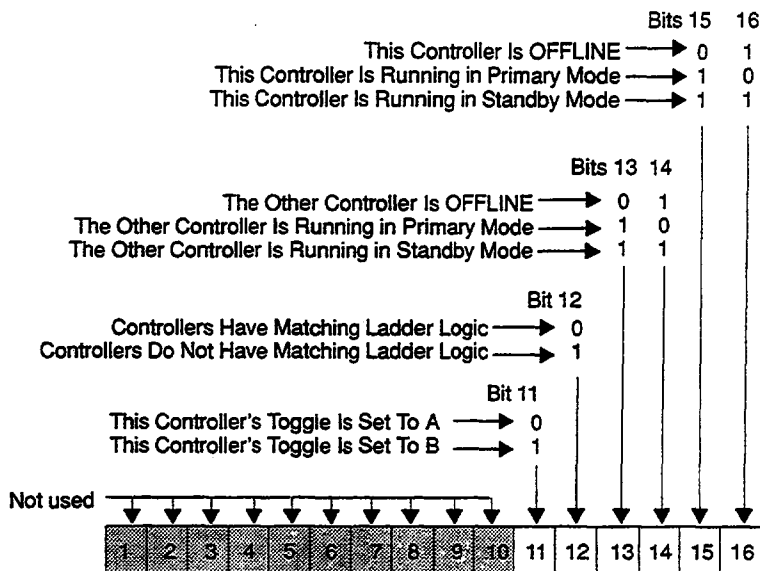 Bits 15 16
This Controller Is OFFLINE 0 1
This Controller Is Running in Primary Mode 1 0
This Controller Is Running in Standby Mode 1 1
Bits 13 14
The Other Controller Is OFFLINE 0 1
The Other Controller Is Running in Primary Mode 1 0
The Other Controller Is Running in Standby Mode 1 1
Bit 12
Controllers Have Matching Ladder Logic 0
Controllers Do Not Have Matching Ladder Logic 1
Bit 11
This Controller's Toggle Is Set To A 0
This Controller's Toggle Is Set To B 1
Not used
1 2 3 4 5 6 7 8 9 10 11 12 13 14 15 16